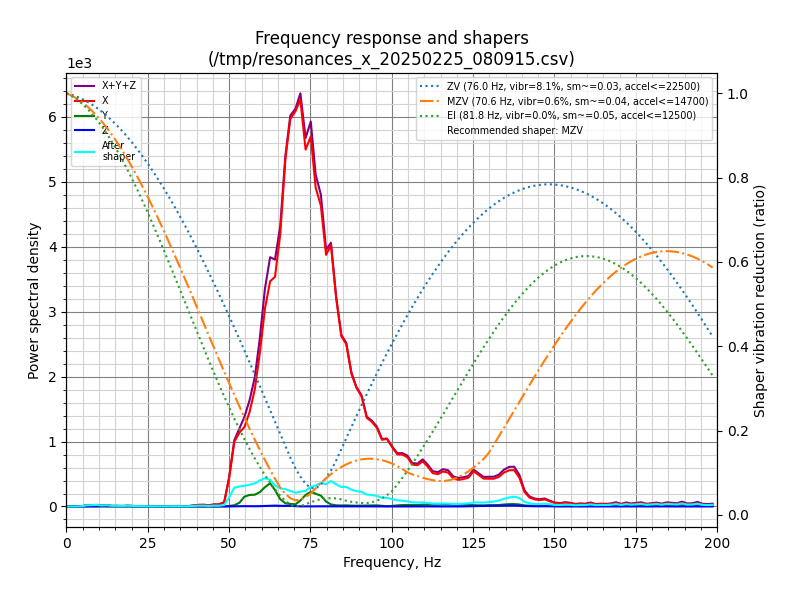 Frequency response and shapers
(/tmp/resonances_x_20250225_080915.csv)
1e3
X+Y+Z
X
Y
Z
After
shaper
ZV (76.0 Hz, vibr=8.1%, sm~=0.03, accel<=22500)
MZV (70.6 Hz, vibr=0.6%, sm~=0.04, accel<=14700)
EI (81.8 Hz, vibr=0.0%, sm~=0.05, accel<=12500)
Recommended shaper: MZV
6
5
4
3
2
1
0
Power spectral density
1.0
0.8
0.6
0.4
0.2
0.0
Shaper vibration reduction (ratio)
0 25 50 75 100 125 150 175 200
Frequency, Hz